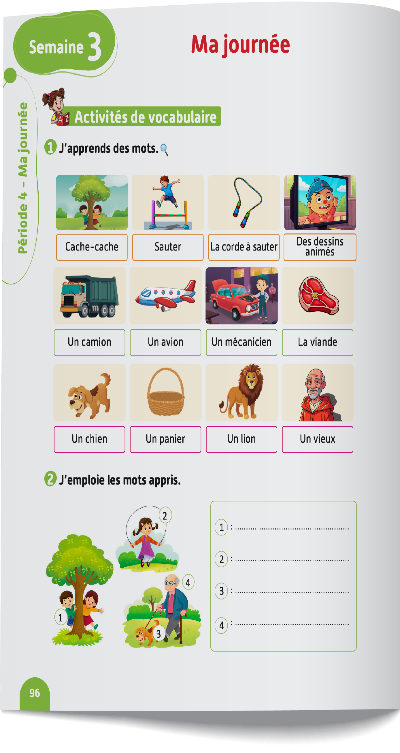 Semaine 3
Ma journée
Période 4 – Ma journée
Activités de vocabulaire
1 J'apprends des mots.
Cache-cache
Sauter
La corde à sauter
Des dessins
animés
Un camion
Un avion
Un mécanicien
La viande
Un chien
Un panier
Un lion
Un vieux
2 J'emploie les mots appris.
1
2
3
4
1 : ........................................
2 : ........................................
3 : ........................................
4 : ........................................
96